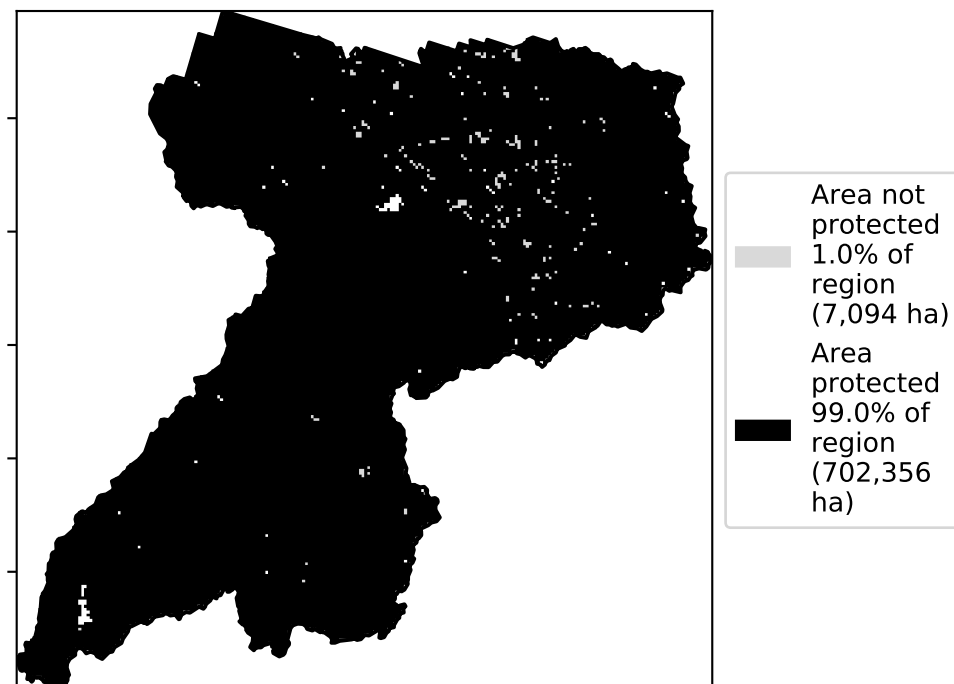 Area not
protected
1.0% of
region
(7,094 ha)
Area
protected
99.0% of
region
(702,356
ha)